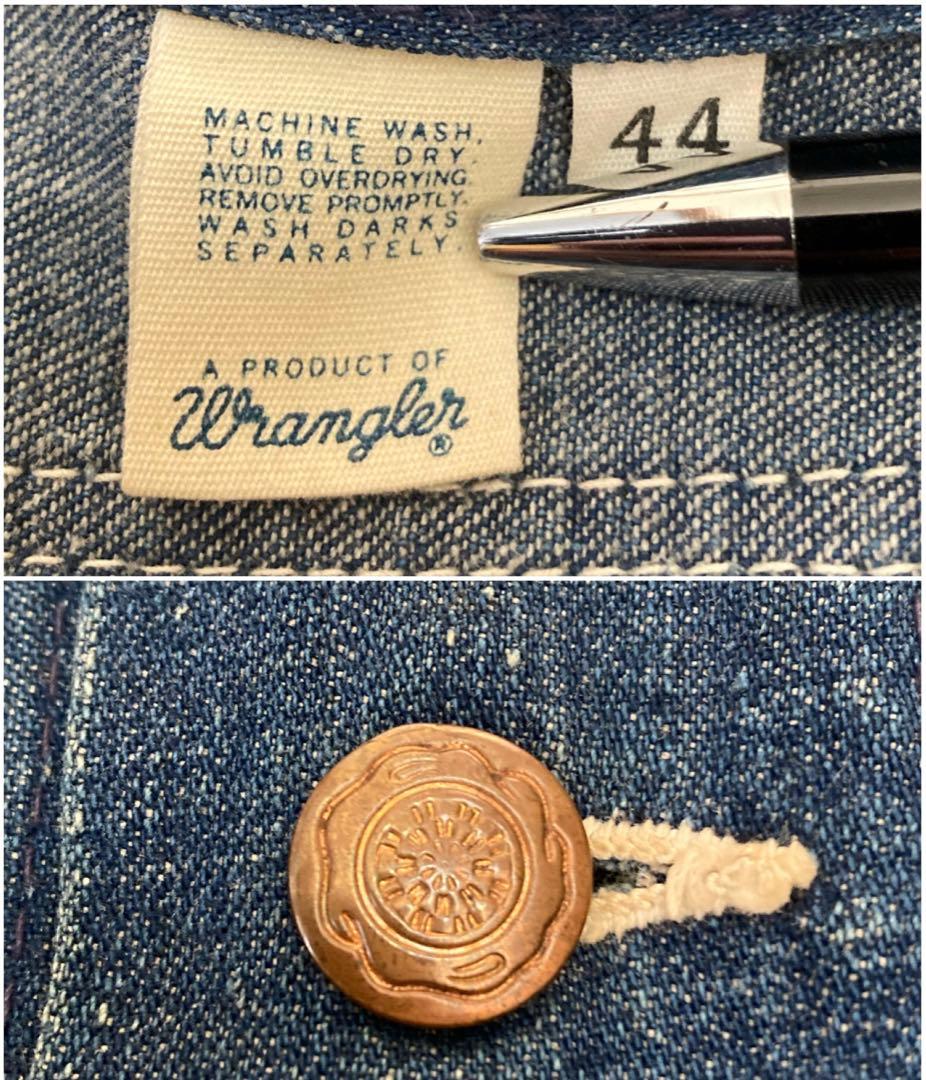 MACHINE WASH,
TUMBLE DRY.
AVOID OVERDRYING.
REMOVE PROMPTLY.
WASH DARKS
SEPARATELY.
A PRODUCT OF
Wrangler®
44